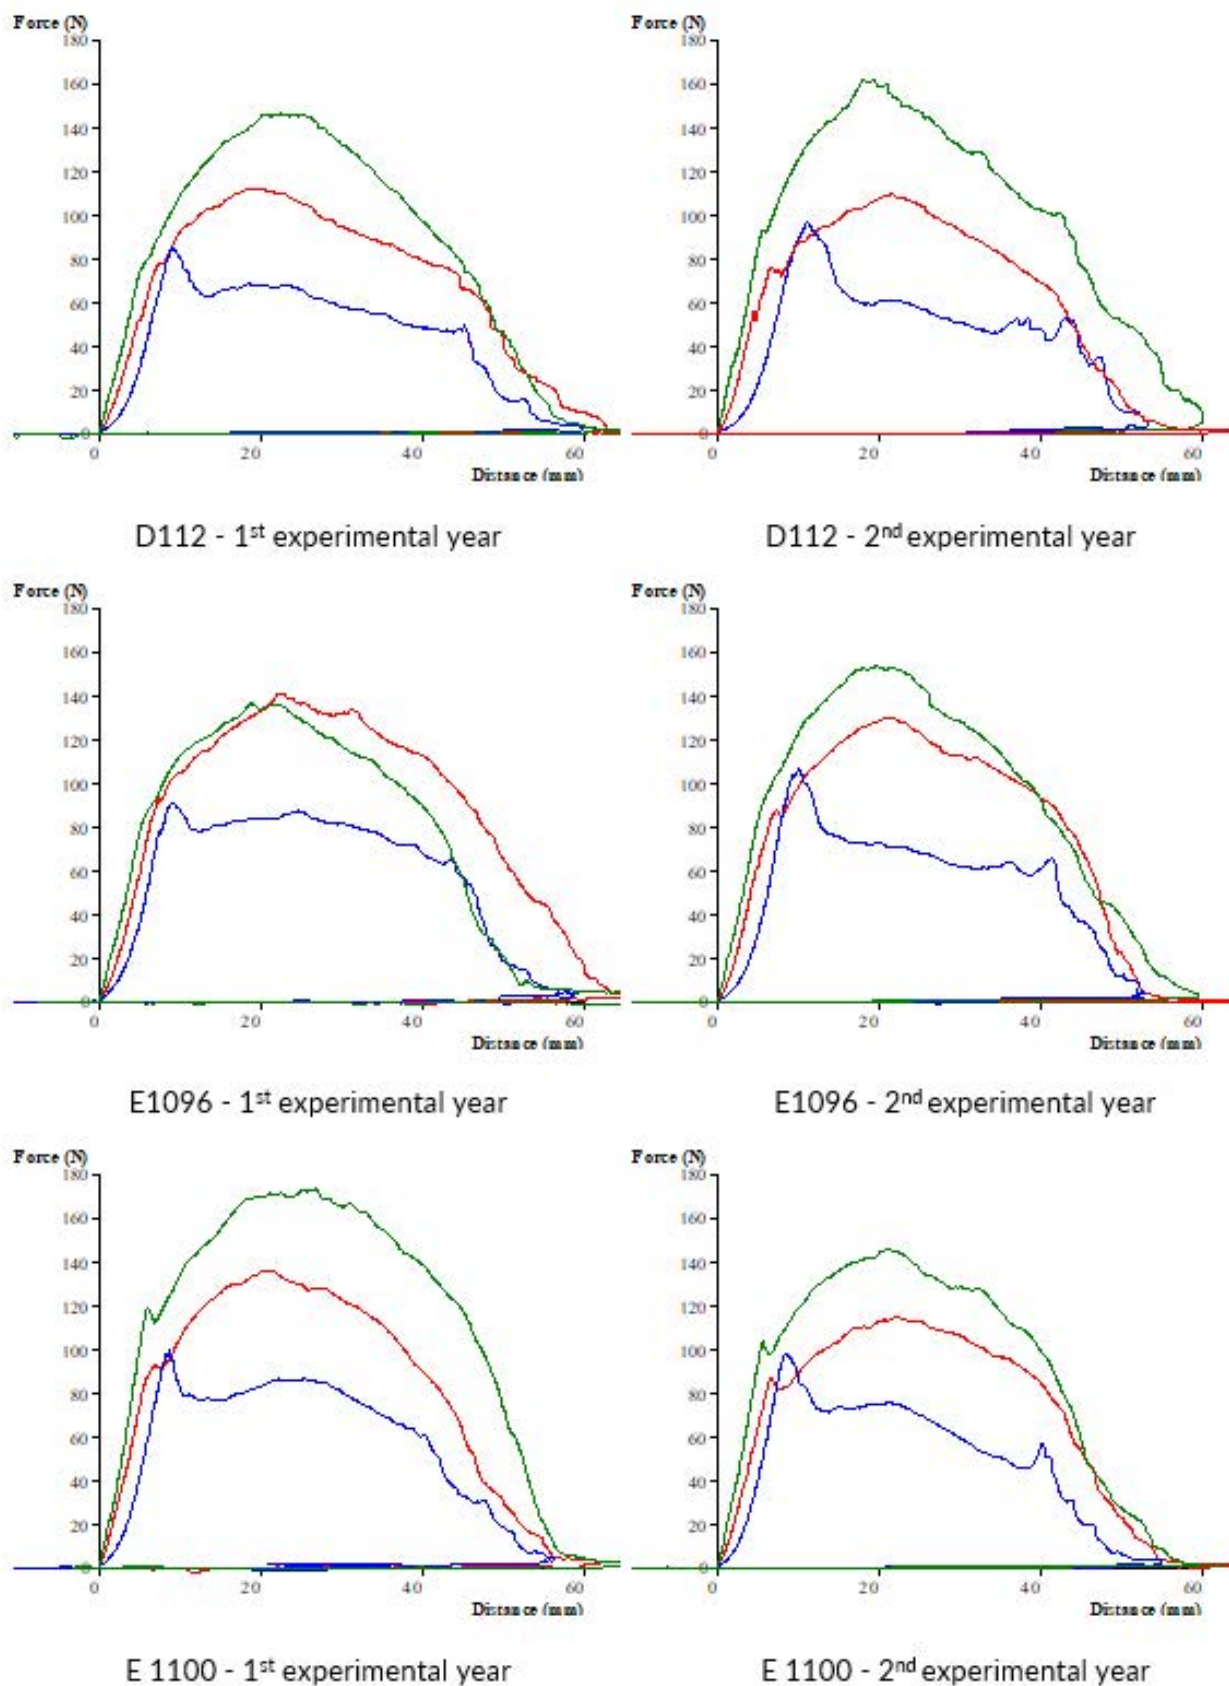 Force (N)
180
160
140
120
100
80
60
40
20
0
0 20 40 60
Distance (mm)
D112 - 1st experimental year
Force (N)
180
160
140
120
100
80
60
40
20
0
0 20 40 60
Distance (mm)
D112 - 2nd experimental year
Force (N)
180
160
140
120
100
80
60
40
20
0
0 20 40 60
Distance (mm)
E1096 - 1st experimental year
Force (N)
180
160
140
120
100
80
60
40
20
0
0 20 40 60
Distance (mm)
E1096 - 2nd experimental year
Force (N)
180
160
140
120
100
80
60
40
20
0
0 20 40 60
Distance (mm)
E 1100 - 1st experimental year
Force (N)
180
160
140
120
100
80
60
40
20
0
0 20 40 60
Distance (mm)
E 1100 - 2nd experimental year